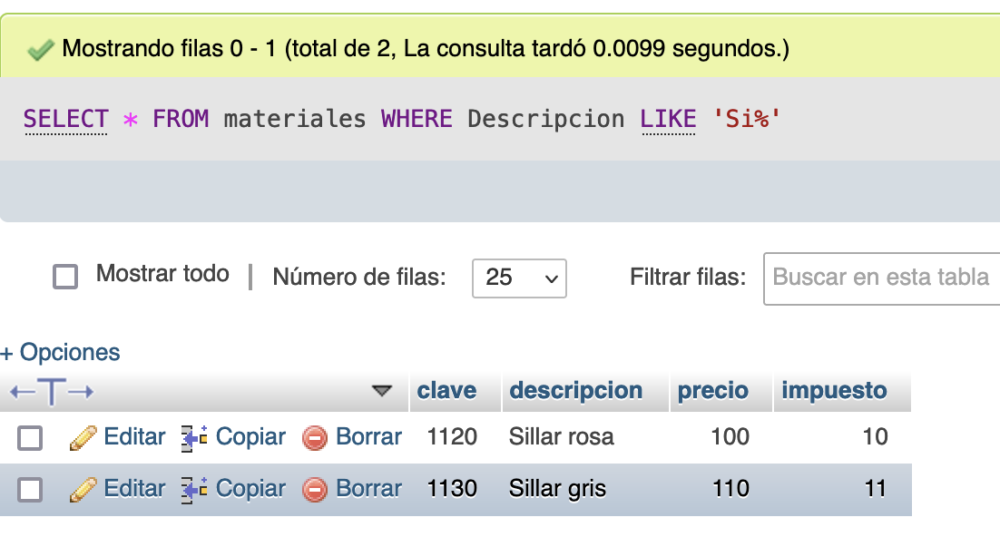 Mostrando filas 0 - 1 (total de 2, La consulta tardó 0.0099 segundos.)
SELECT * FROM materiales WHERE Descripcion LIKE 'Si%'
Mostrar todo | Número de filas: 25 Filtrar filas: Buscar en esta tabla
+ Opciones
←T→ clave descripcion precio impuesto
Editar Copiar Borrar 1120 Sillar rosa 100 10
Editar Copiar Borrar 1130 Sillar gris 110 11